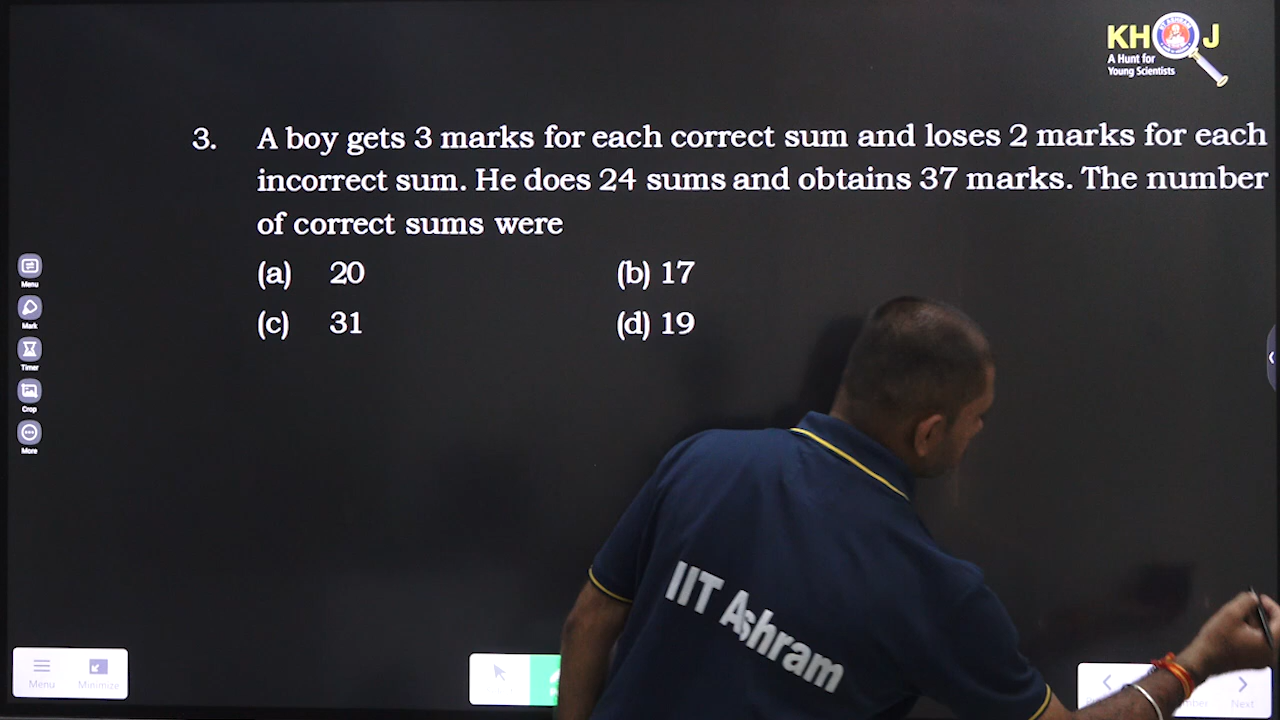 KH J
A Hunt for
Young Scientists
3. A boy gets 3 marks for each correct sum and loses 2 marks for each
incorrect sum. He does 24 sums and obtains 37 marks. The number
of correct sums were
(a) 20 (b) 17
(c) 31 (d) 19
Menu
Mark
Timer
Crop
More
IIT Ashram
Menu Minimize
Next